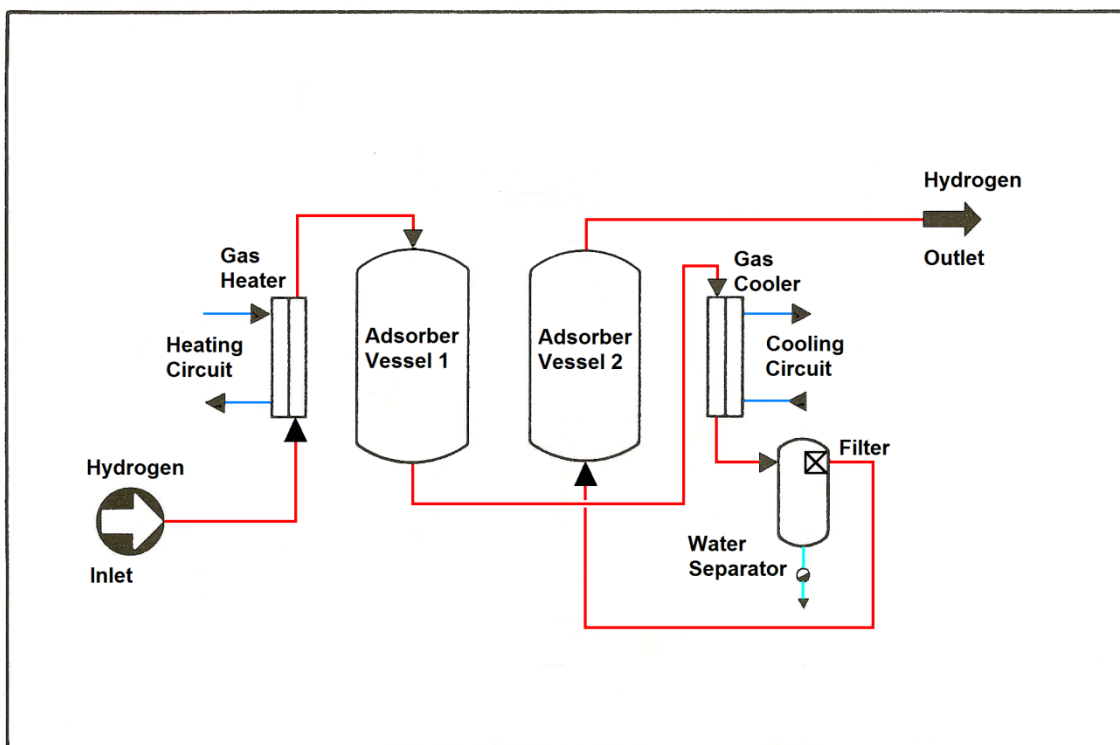 Hydrogen
Outlet
Gas
Heater
Gas
Cooler
Adsorber
Vessel 1
Adsorber
Vessel 2
Heating
Circuit
Cooling
Circuit
Filter
Hydrogen
Inlet
Water
Separator